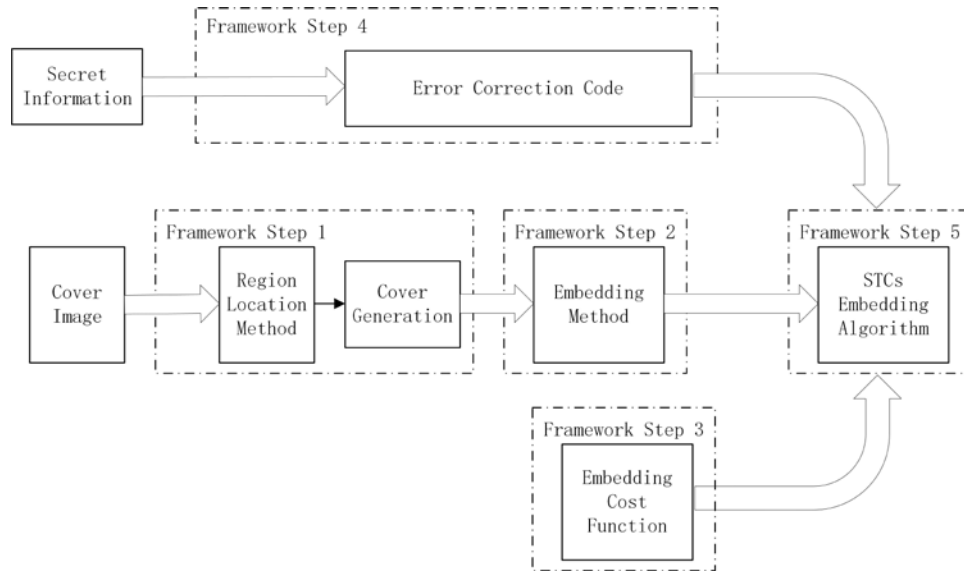 Framework Step 4
Secret
Information
Error Correction Code
Framework Step 1
Framework Step 2
Framework Step 5
Cover
Image
Region
Location
Method
Cover
Generation
Embedding
Method
STCs
Embedding
Algorithm
Framework Step 3
Embedding
Cost
Function